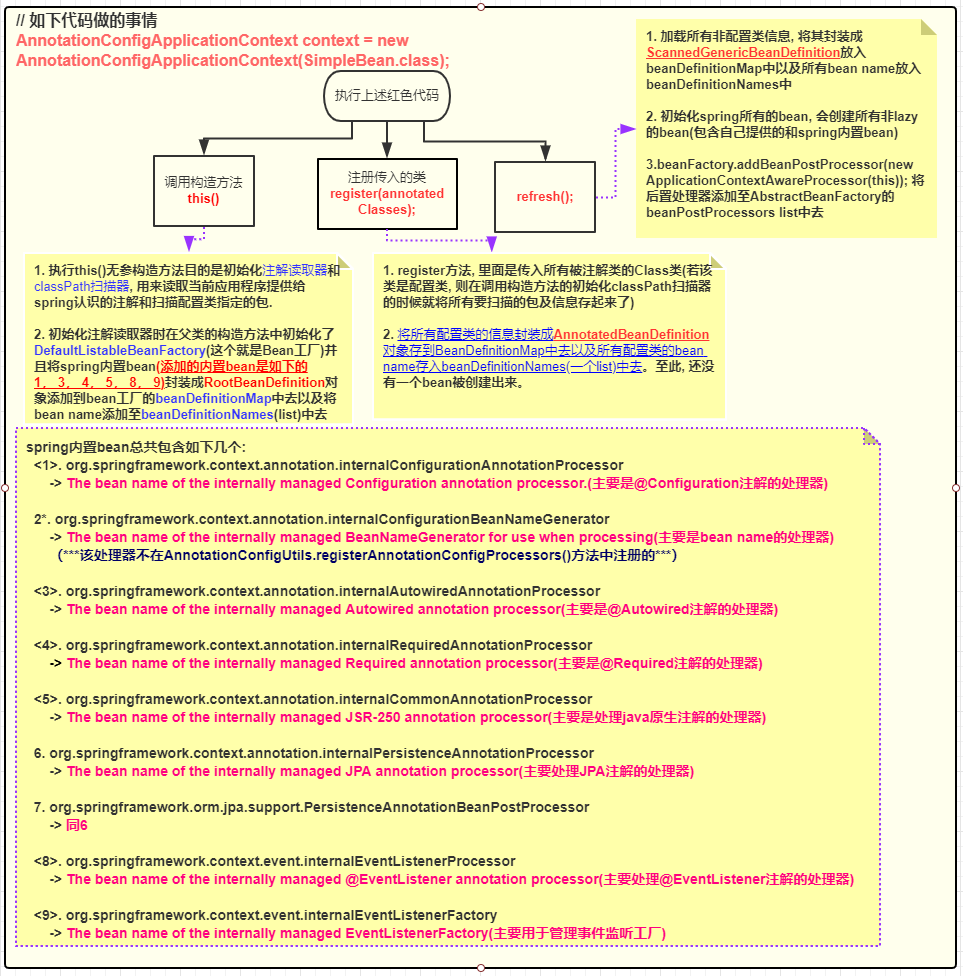 // 如下代码做的事情
AnnotationConfigApplicationContext context = new
AnnotationConfigApplicationContext(SimpleBean.class);
执行上述红色代码
调用构造方法
this()
注册传入的类
register(annotated
Classes);
refresh();
1. 加载所有非配置类信息, 将其封装成
ScannedGenericBeanDefinition放入
beanDefinitionMap中以及所有bean name放入
beanDefinitionNames中
2. 初始化spring所有的bean, 会创建所有非lazy
的bean(包含自己提供的和spring内置bean)
3.beanFactory.addBeanPostProcessor(new
ApplicationContextAwareProcessor(this)); 将
后置处理器添加至AbstractBeanFactory的
beanPostProcessors list中去
1. 执行this()无参构造方法目的是初始化注解读取器和
classPath扫描器, 用来读取当前应用程序提供给
spring认识的注解和扫描配置类指定的包.
2. 初始化注解读取器时在父类的构造方法中初始化了
DefaultListableBeanFactory(这个就是Bean工厂)并
且将spring内置bean(添加的内置bean是如下的
1， 3， 4， 5， 8， 9)封装成RootBeanDefinition对
象添加到bean工厂的beanDefinitionMap中去以及将
bean name添加至beanDefinitionNames(list)中去
1. register方法, 里面是传入所有被注解类的Class类(若该
类是配置类, 则在调用构造方法的初始化classPath扫描器
的时候就将所有要扫描的包及信息存起来了)
2. 将所有配置类的信息封装成AnnotatedBeanDefinition
对象存到BeanDefinitionMap中去以及所有配置类的bean
name存入beanDefinitionNames(一个list)中去。至此, 还没
有一个bean被创建出来。
spring内置bean总共包含如下几个:
<1>. org.springframework.context.annotation.internalConfigurationAnnotationProcessor
-> The bean name of the internally managed Configuration annotation processor.(主要是@Configuration注解的处理器)
2*. org.springframework.context.annotation.internalConfigurationBeanNameGenerator
-> The bean name of the internally managed BeanNameGenerator for use when processing(主要是bean name的处理器)
(***该处理器不在AnnotationConfigUtils.registerAnnotationConfigProcessors()方法中注册的***)
<3>. org.springframework.context.annotation.internalAutowiredAnnotationProcessor
-> The bean name of the internally managed Autowired annotation processor(主要是@Autowired注解的处理器)
<4>. org.springframework.context.annotation.internalRequiredAnnotationProcessor
-> The bean name of the internally managed Required annotation processor(主要是@Required注解的处理器)
<5>. org.springframework.context.annotation.internalCommonAnnotationProcessor
-> The bean name of the internally managed JSR-250 annotation processor(主要是处理java原生注解的处理器)
6. org.springframework.context.annotation.internalPersistenceAnnotationProcessor
-> The bean name of the internally managed JPA annotation processor(主要处理JPA注解的处理器)
7. org.springframework.orm.jpa.support.PersistenceAnnotationBeanPostProcessor
-> 同6
<8>. org.springframework.context.event.internalEventListenerProcessor
-> The bean name of the internally managed @EventListener annotation processor(主要处理@EventListener注解的处理器)
<9>. org.springframework.context.event.internalEventListenerFactory
-> The bean name of the internally managed EventListenerFactory(主要用于管理事件监听工厂)